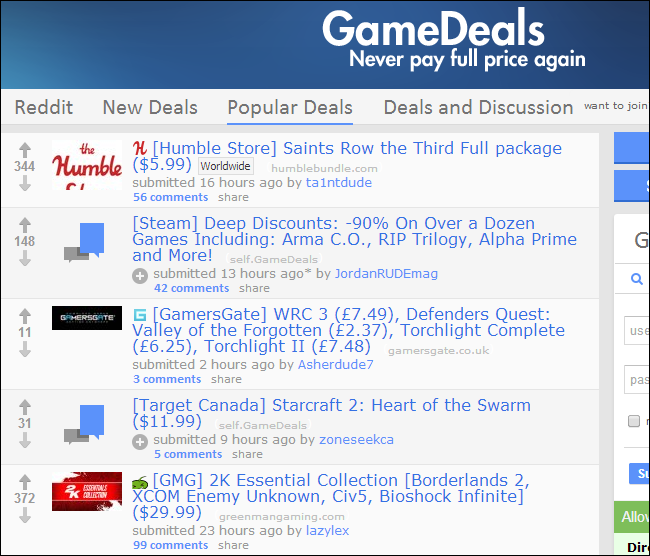 GameDeals
Never pay full price again
Reddit New Deals Popular Deals Deals and Discussion want to join
344
the
Humble
[Humble Store] Saints Row the Third Full package
($5.99) Worldwide humblebundle.com
submitted 16 hours ago by ta1ntdude
56 comments share
148
[Steam] Deep Discounts: -90% On Over a Dozen
Games Including: Arma C.O., RIP Trilogy, Alpha Prime
and More! self.GameDeals
submitted 13 hours ago* by JordanRUDEmag
42 comments share
11
GAMERSGATE
[GamersGate] WRC 3 (£7.49), Defenders Quest:
Valley of the Forgotten (£2.37), Torchlight Complete
(£6.25), Torchlight II (£7.48) gamersgate.co.uk
submitted 2 hours ago by Asherdude7
3 comments share
31
[Target Canada] Starcraft 2: Heart of the Swarm
($11.99) self.GameDeals
submitted 9 hours ago by zoneseekca
5 comments share
372
2K ESSENTIALS COLLECTION
[GMG] 2K Essential Collection [Borderlands 2,
XCOM Enemy Unknown, Civ5, Bioshock Infinite]
($29.99) greenmangaming.com
submitted 23 hours ago by lazylex
99 comments share
G
use
pas
Su
Allow
Dire